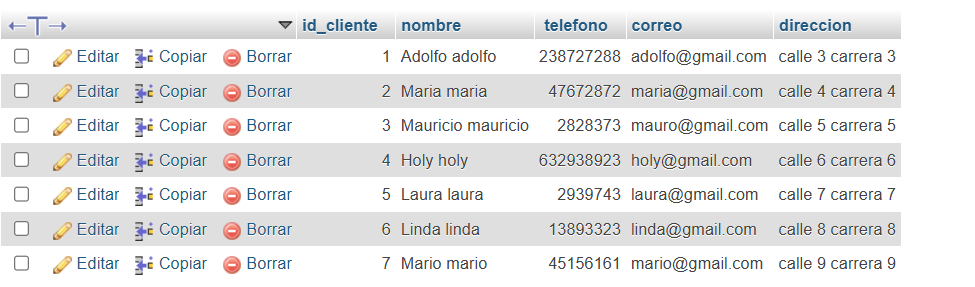 id_cliente nombre telefono correo direccion
Editar Copiar Borrar 1 Adolfo adolfo 238727288 adolfo@gmail.com calle 3 carrera 3
Editar Copiar Borrar 2 Maria maria 47672872 maria@gmail.com calle 4 carrera 4
Editar Copiar Borrar 3 Mauricio mauricio 2828373 mauro@gmail.com calle 5 carrera 5
Editar Copiar Borrar 4 Holy holy 632938923 holy@gmail.com calle 6 carrera 6
Editar Copiar Borrar 5 Laura laura 2939743 laura@gmail.com calle 7 carrera 7
Editar Copiar Borrar 6 Linda linda 13893323 linda@gmail.com calle 8 carrera 8
Editar Copiar Borrar 7 Mario mario 45156161 mario@gmail.com calle 9 carrera 9